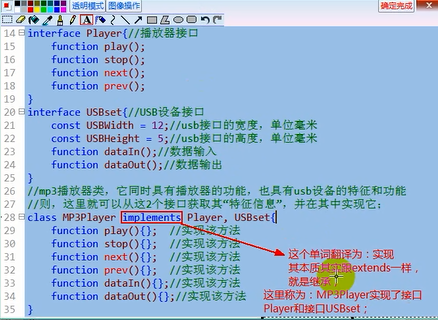 透明模式 图像操作
确定完成
14 interface Player{//播放器接口
15 function play();
16 function stop();
17 function next();
18 function prev();
19 }
20 interface USBset{//USB设备接口
21 const USBWidth = 12;//usb接口的宽度，单位毫米
22 const USBHeight = 5;//usb接口的高度，单位毫米
23 function dataIn();//数据输入
24 function dataOut();//数据输出
25 }
26 //mp3播放器类，它同时具有播放器的功能，也具有usb设备的特征和功能
27 //则，这里就可以从这2个接口获取其“特征信息”，并在其中实现它：
28 class MP3Player implements Player, USBset{
29 function play(){}; //实现该方法
30 function stop(){}; //实现该方法
31 function next(){}; //实现该方法
32 function prev(){}; //实现该方法
33 function dataIn(){};//实现该方法
34 function dataOut(){};//实现该方法
35 }
这个单词翻译为：实现
其本质其实跟extends一样，
就是继承
这里称为：MP3Player实现了接口
Player和接口USBset；